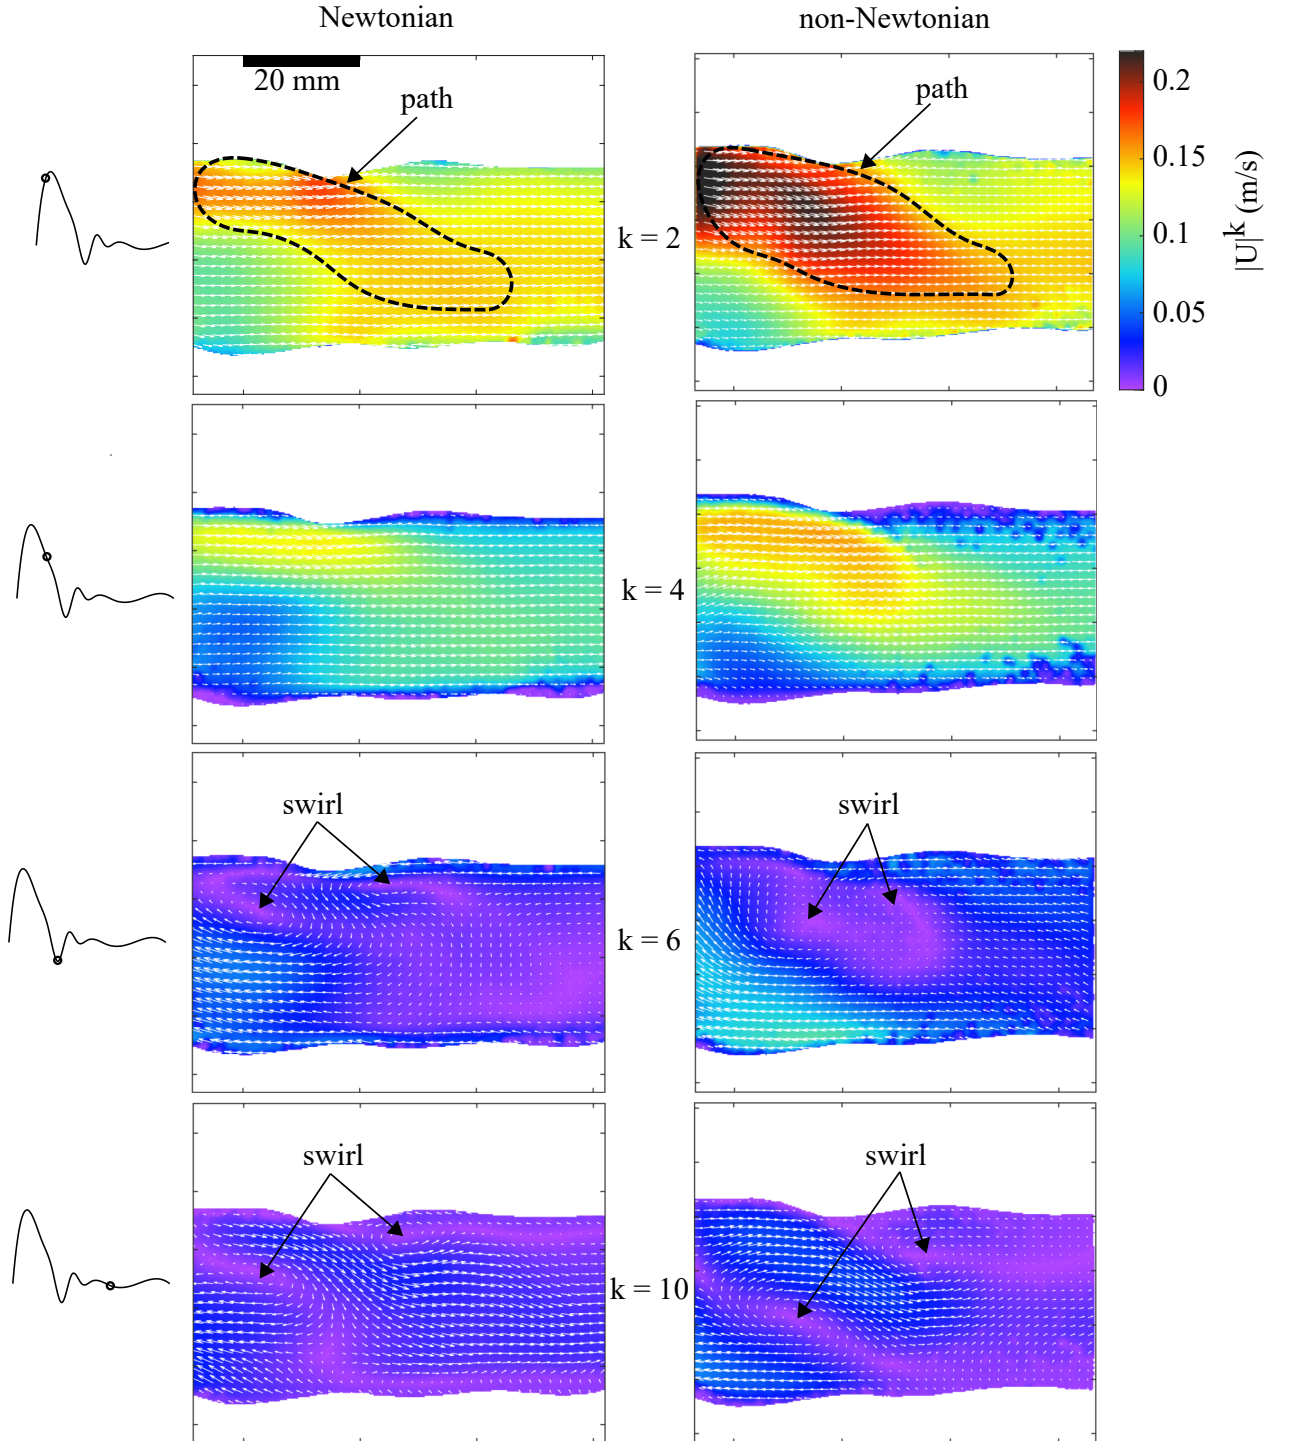 Newtonian
non-Newtonian
20 mm
path
path
k = 2
0.2
0.15
0.1
0.05
0
|U|^k (m/s)
k = 4
swirl
swirl
k = 6
swirl
swirl
k = 10